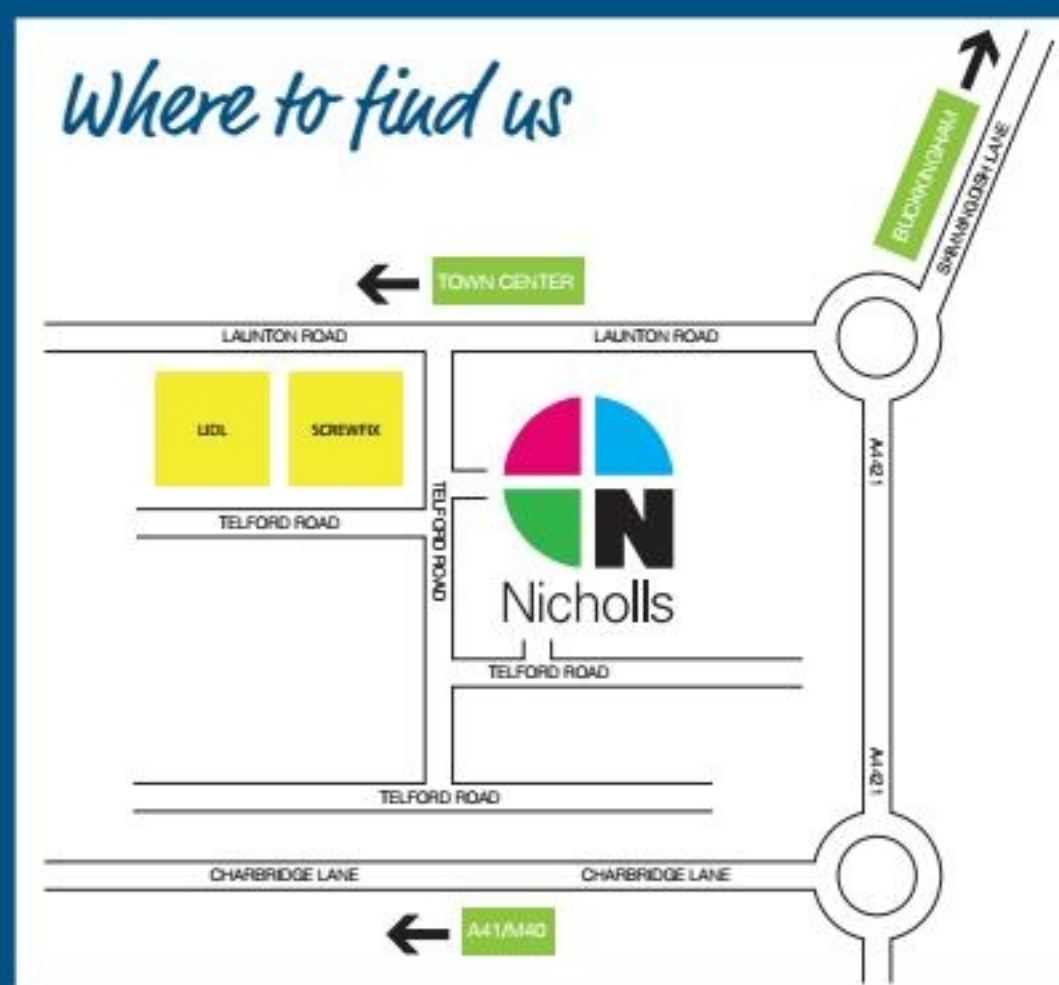 Where to find us
BUCKINGHAM
SKIMMINGDISH LANE
TOWN CENTER
LAUNTON ROAD
LAUNTON ROAD
LIDL
SCREWFIX
A4421
TELFORD ROAD
TELFORD ROAD
N
Nicholls
TELFORD ROAD
A4421
TELFORD ROAD
CHARBRIDGE LANE
CHARBRIDGE LANE
A41/M40